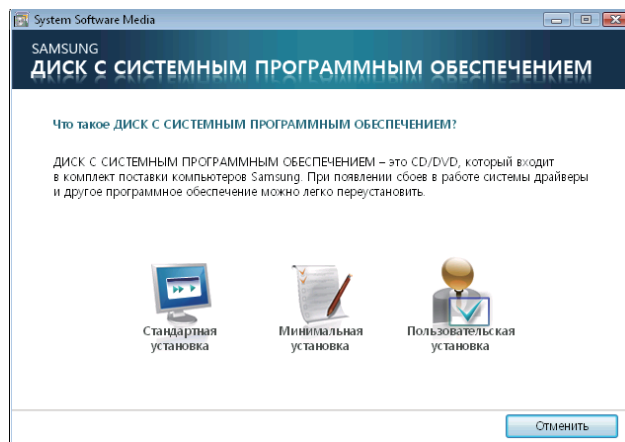 System Software Media
SAMSUNG
ДИСК С СИСТЕМНЫМ ПРОГРАММНЫМ ОБЕСПЕЧЕНИЕМ
Что такое ДИСК С СИСТЕМНЫМ ПРОГРАММНЫМ ОБЕСПЕЧЕНИЕМ?
ДИСК С СИСТЕМНЫМ ПРОГРАММНЫМ ОБЕСПЕЧЕНИЕМ – это CD/DVD, который входит
в комплект поставки компьютеров Samsung. При появлении сбоев в работе системы драйверы
и другое программное обеспечение можно легко переустановить.
Стандартная
установка
Минимальная
установка
Пользовательская
установка
Отменить